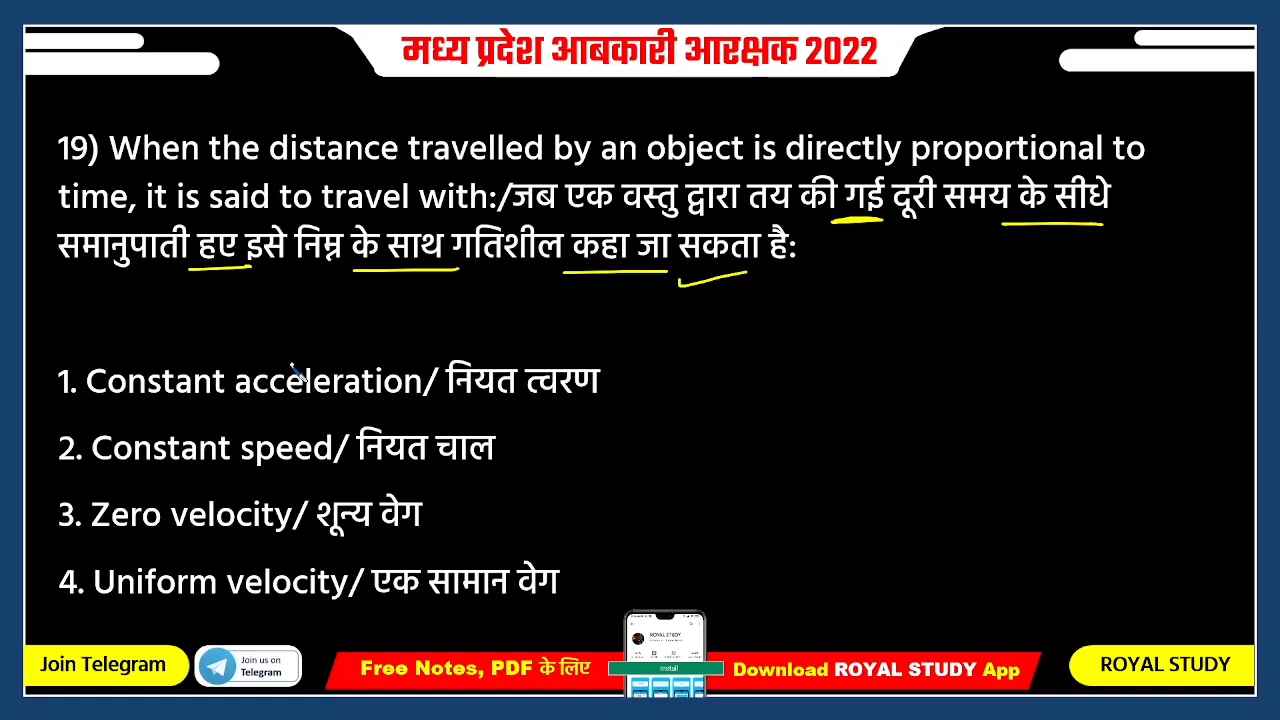 मध्य प्रदेश आबकारी आरक्षक 2022
19) When the distance travelled by an object is directly proportional to
time, it is said to travel with:/जब एक वस्तु द्वारा तय की गई दूरी समय के सीधे
समानुपाती हए इसे निम्न के साथ गतिशील कहा जा सकता है:
1. Constant acceleration/ नियत त्वरण
2. Constant speed/ नियत चाल
3. Zero velocity/ शून्य वेग
4. Uniform velocity/ एक सामान वेग
Join Telegram
Join us on
Telegram
Free Notes, PDF के लिए
ROYAL STUDY
Install
Download ROYAL STUDY App
ROYAL STUDY